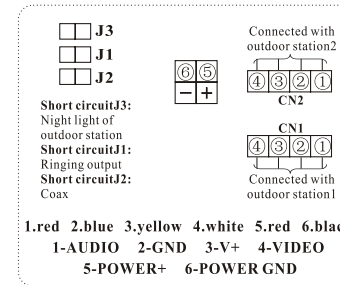 J3
J1
J2
Short circuitJ3:
Night light of
outdoor station
Short circuitJ1:
Ringing output
Short circuitJ2:
Coax
⑥ ⑤
− +
Connected with
outdoor station2
④ ③ ② ①
CN2
CN1
④ ③ ② ①
Connected with
outdoor station1
1.red 2.blue 3.yellow 4.white 5.red
1-AUDIO 2-GND 3-V+ 4-VIDEO
5-POWER+ 6-POWER GND